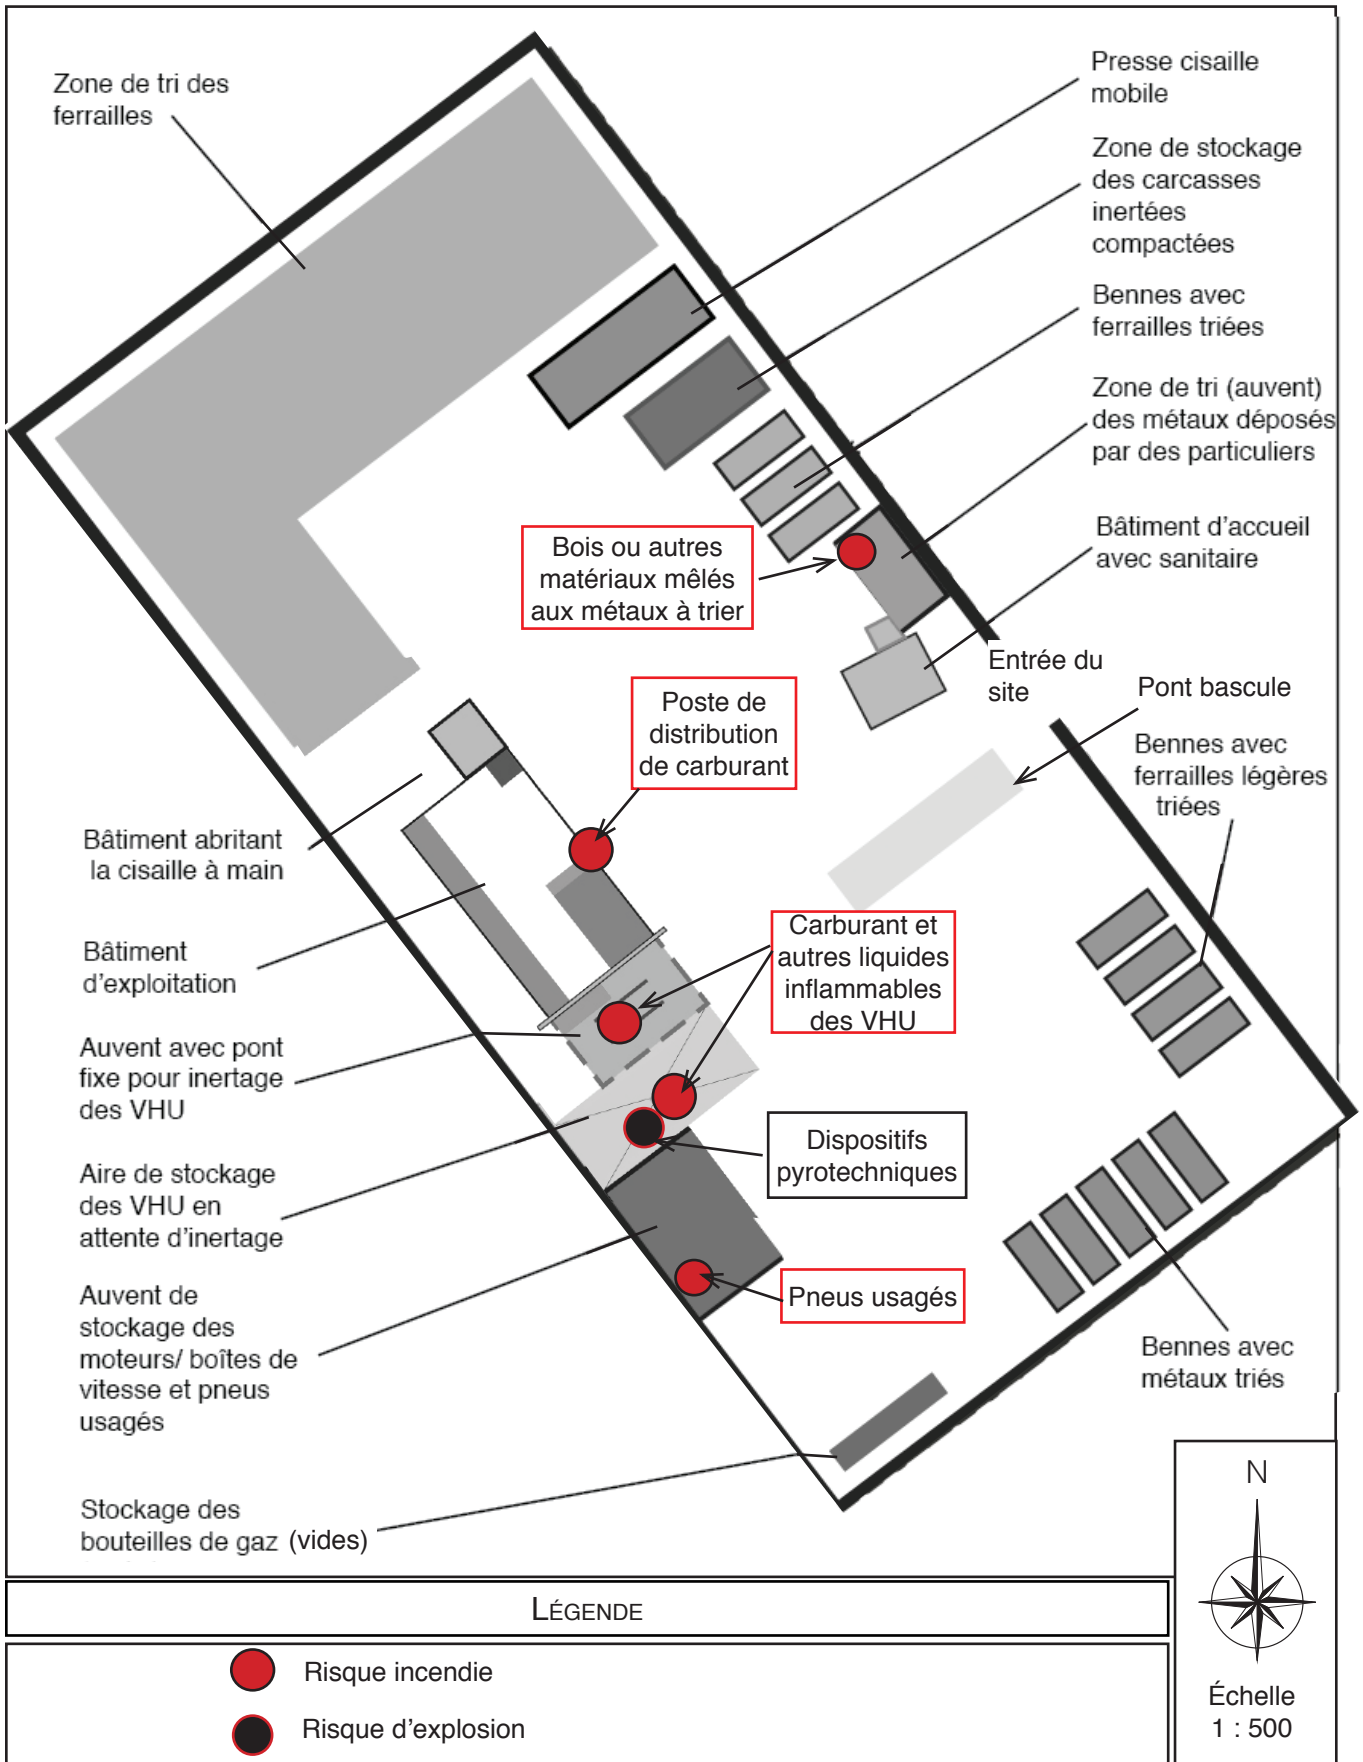 Zone de tri des
ferrailles
Presse cisaille
mobile
Zone de stockage
des carcasses
inertées
compactées
Bennes avec
ferrailles triées
Zone de tri (auvent)
des métaux déposés
par des particuliers
Bâtiment d'accueil
avec sanitaire
Bois ou autres
matériaux mêlés
aux métaux à trier
Entrée du
site
Pont bascule
Poste de
distribution
de carburant
Bennes avec
ferrailles légères
triées
Bâtiment abritant
la cisaille à main
Bâtiment
d'exploitation
Carburant et
autres liquides
inflammables
des VHU
Auvent avec pont
fixe pour inertage
des VHU
Dispositifs
pyrotechniques
Aire de stockage
des VHU en
attente d'inertage
Pneus usagés
Auvent de
stockage des
moteurs/ boîtes de
vitesse et pneus
usagés
Bennes avec
métaux triés
Stockage des
bouteilles de gaz (vides)
N
Échelle
1 : 500
LÉGENDE
Risque incendie
Risque d'explosion